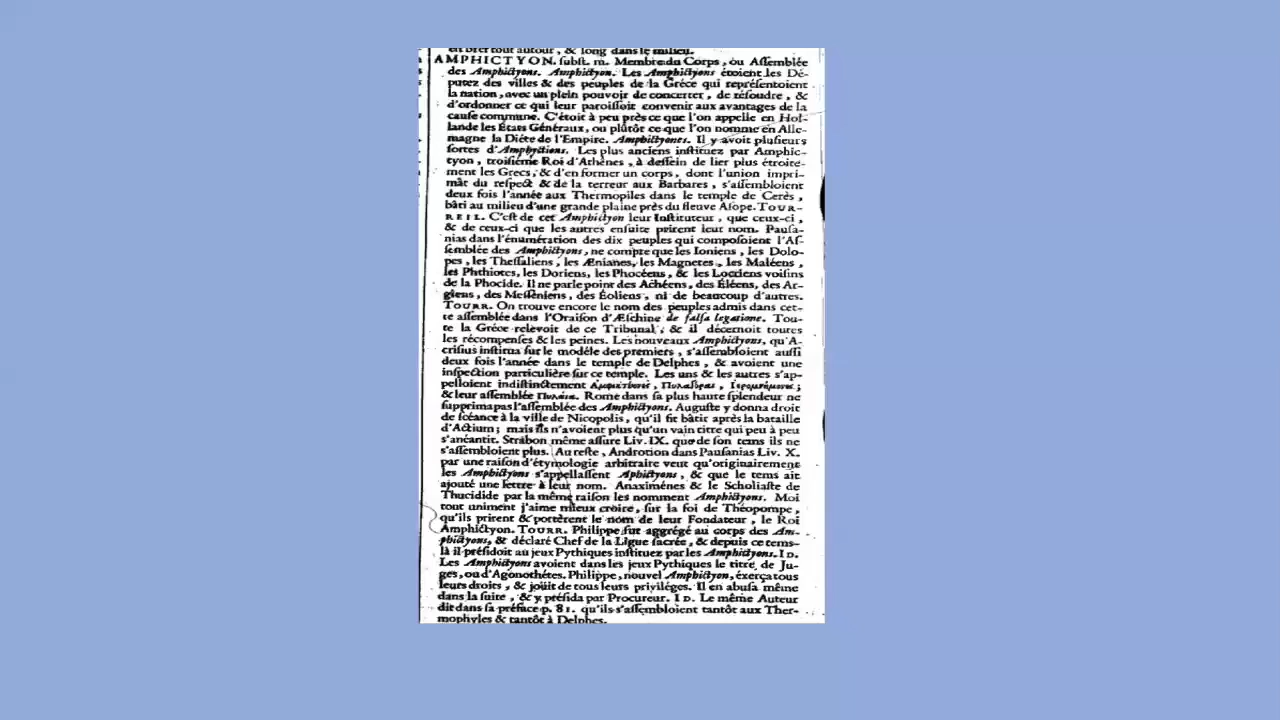 en bref tout autour, & long dans le milieu.
AMPHICTYON. ſubſt. m. Membre du Corps, ou Aſſemblée
des Amphictyons. Amphictyon. Les Amphictyons étoient les Dé-
putez des villes & des peuples de la Gréce qui repréſentoient
la nation, avec un plein pouvoir de concerter, de réſoudre, &
d'ordonner ce qui leur paroiſſoit convenir aux avantages de la
cauſe commune. C'étoit à peu près ce que l'on appelle en Hol-
lande les États Généraux, ou plûtôt ce que l'on nomme en Alle-
magne la Diéte de l'Empire. Amphictyones. Il y avoit pluſieurs
ſortes d'Amphyctions. Les plus anciens inſtituez par Amphic-
tyon, troiſiéme Roi d'Athènes, à deſſein de lier plus étroite-
ment les Grecs, & d'en former un corps, dont l'union impri-
mât du reſpect & de la terreur aux Barbares, s'aſſembloient
deux fois l'année aux Thermopiles dans le temple de Cerès,
bâti au milieu d'une grande plaine près du fleuve Aſope. TOUR-
REIL. C'eſt de cet Amphictyon leur Inſtituteur, que ceux-ci,
& de ceux-ci que les autres enſuite prirent leur nom. Pauſa-
nias dans l'énumération des dix peuples qui compoſoient l'Aſ-
ſemblée des Amphictyons, ne compte que les Ioniens, les Dolo-
pes, les Theſſaliens, les Ænianes, les Magnetes, les Maléens,
les Phthiotes, les Doriens, les Phocéens, & les Locriens voiſins
de la Phocide. Il ne parle point des Achéens, des Éléens, des Ar-
giens, des Meſſéniens, des Éoliens, ni de beaucoup d'autres.
TOURR. On trouve encore le nom des peuples admis dans cet-
te aſſemblée dans l'Oraiſon d'Æſchine de falſa legatione. Tou-
te la Gréce relevoit de ce Tribunal, & il décernoit toutes
les récompenſes & les peines. Les nouveaux Amphictyons, qu'A-
criſius inſtitua ſur le modéle des premiers, s'aſſembloient auſſi
deux fois l'année dans le temple de Delphes, & avoient une
inſpection particuliére ſur ce temple. Les uns & les autres s'ap-
pelloient indiſtinctement
& leur aſſemblée Rome dans ſa plus haute ſplendeur ne
ſupprima pas l'aſſemblée des Amphictyons. Auguſte y donna droit
de ſcéance à la ville de Nicopolis, qu'il fit bâtir après la bataille
d'Actium; mais ils n'avoient plus qu'un vain titre qui peu à peu
s'anéantit. Strabon même aſſure Liv. IX. que de ſon tems ils ne
s'aſſembloient plus. Au reſte, Androtion dans Pauſanias Liv. X.
par une raiſon d'étymologie arbitraire veut qu'originairement
les Amphictyons s'appellaſſent Aphictyons, & que le tems ait
ajouté une lettre à leur nom. Anaximénes & le Scholiaſte de
Thucidide par la même raiſon les nomment Amphictyons. Moi
tout uniment j'aime mieux croire, ſur la foi de Théopompe,
qu'ils prirent & portèrent le nom de leur Fondateur, le Roi
Amphictyon. TOURR. Philippe fut aggrégé au corps des Am-
phictyons, & déclaré Chef de la Ligue ſacrée, & depuis ce tems-
là il préſidoit au jeux Pythiques inſtituez par les Amphictyons. ID.
Les Amphictyons avoient dans les jeux Pythiques le titre de Ju-
ges, ou d'Agonothétes. Philippe, nouvel Amphictyon, éxerça tous
leurs droits, & joüit de tous leurs priviléges. Il en abuſa même
dans la ſuite, & y préſida par Procureur. ID. Le même Auteur
dit dans ſa préface p. 81. qu'ils s'aſſembloient tantôt aux Ther-
mophyles & tantôt à Delphes.